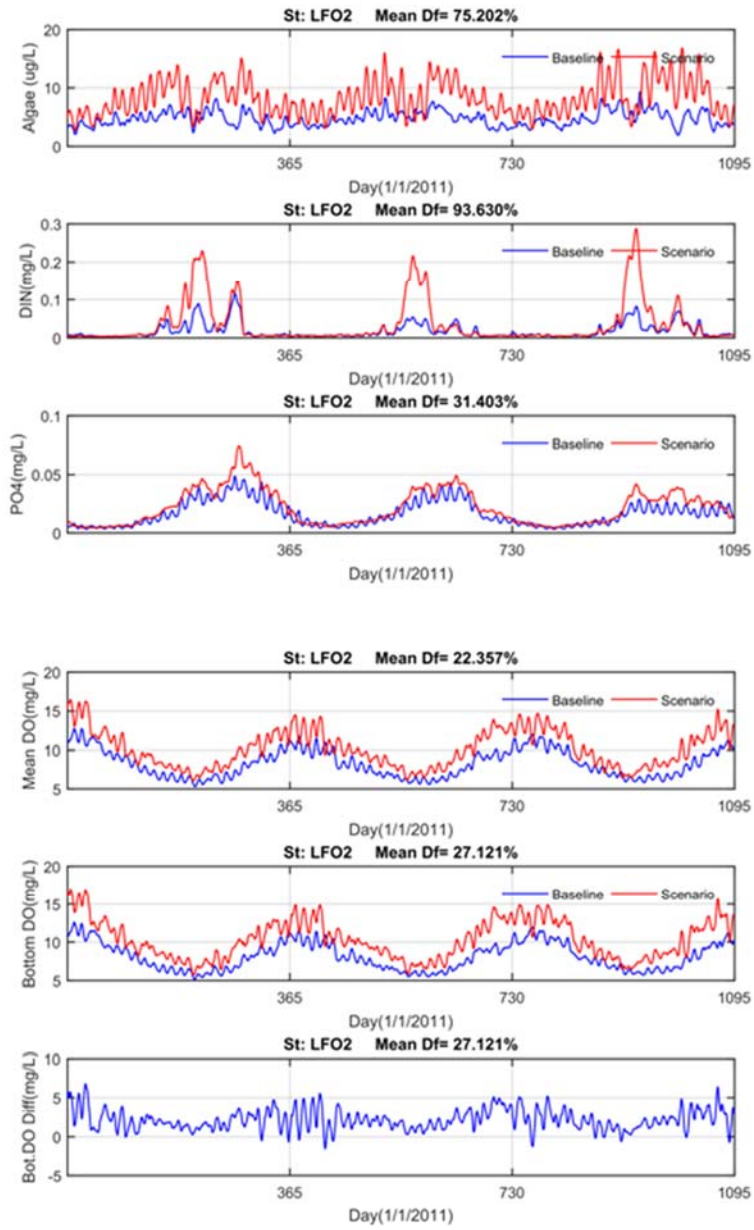 St: LFO2 Mean Df= 75.202%
20
10
0
Algae (ug/L)
Baseline Scenario
365 730 1095
Day(1/1/2011)
St: LFO2 Mean Df= 93.630%
0.3
0.2
0.1
0
DIN(mg/L)
Baseline Scenario
365 730 1095
Day(1/1/2011)
St: LFO2 Mean Df= 31.403%
0.1
0.05
0
PO4(mg/L)
Baseline Scenario
365 730 1095
Day(1/1/2011)
St: LFO2 Mean Df= 22.357%
20
15
10
5
Mean DO(mg/L)
Baseline Scenario
365 730 1095
Day(1/1/2011)
St: LFO2 Mean Df= 27.121%
20
15
10
5
Bottom DO(mg/L)
Baseline Scenario
365 730 1095
Day(1/1/2011)
St: LFO2 Mean Df= 27.121%
10
5
0
-5
Bot.DO Diff(mg/L)
365 730 1095
Day(1/1/2011)